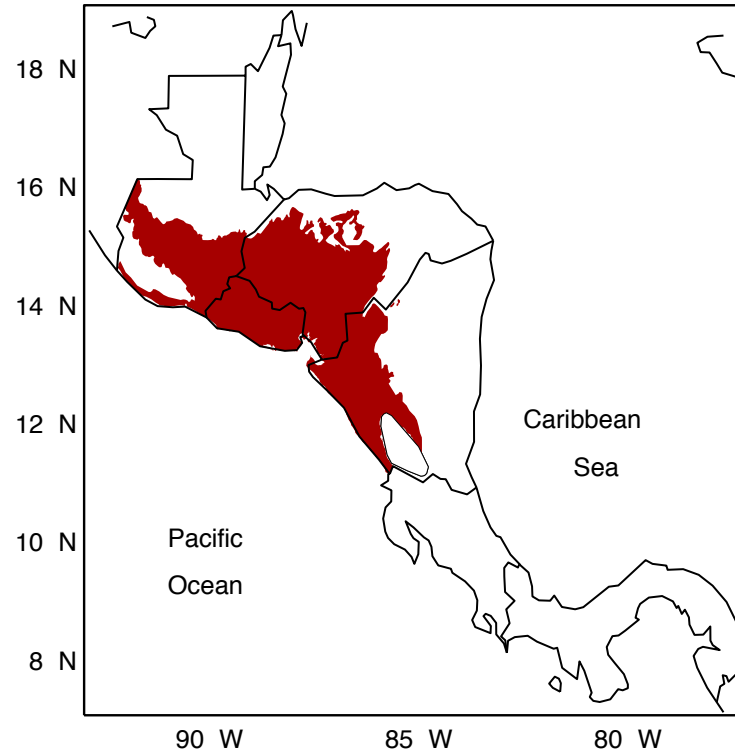 18 N
16 N
14 N
12 N
Caribbean
Sea
10 N
Pacific
Ocean
8 N
90 W
85 W
80 W